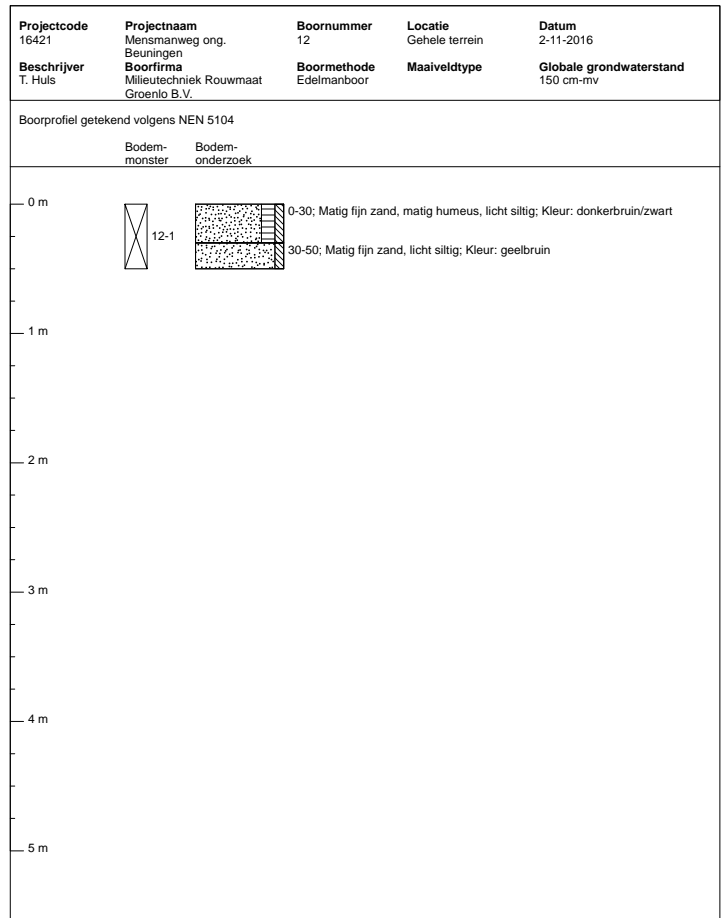 Projectcode
16421
Projectnaam
Mensmanweg ong.
Beuningen
Boornummer
12
Locatie
Gehele terrein
Datum
2-11-2016
Beschrijver
T. Huls
Boorfirma
Milieutechniek Rouwmaat
Groenlo B.V.
Boormethode
Edelmanboor
Maaiveldtype
Globale grondwaterstand
150 cm-mv
Boorprofiel getekend volgens NEN 5104
Bodem-
monster
Bodem-
onderzoek
0 m
12-1
0-30; Matig fijn zand, matig humeus, licht siltig; Kleur: donkerbruin/zwart
30-50; Matig fijn zand, licht siltig; Kleur: geelbruin
1 m
2 m
3 m
4 m
5 m